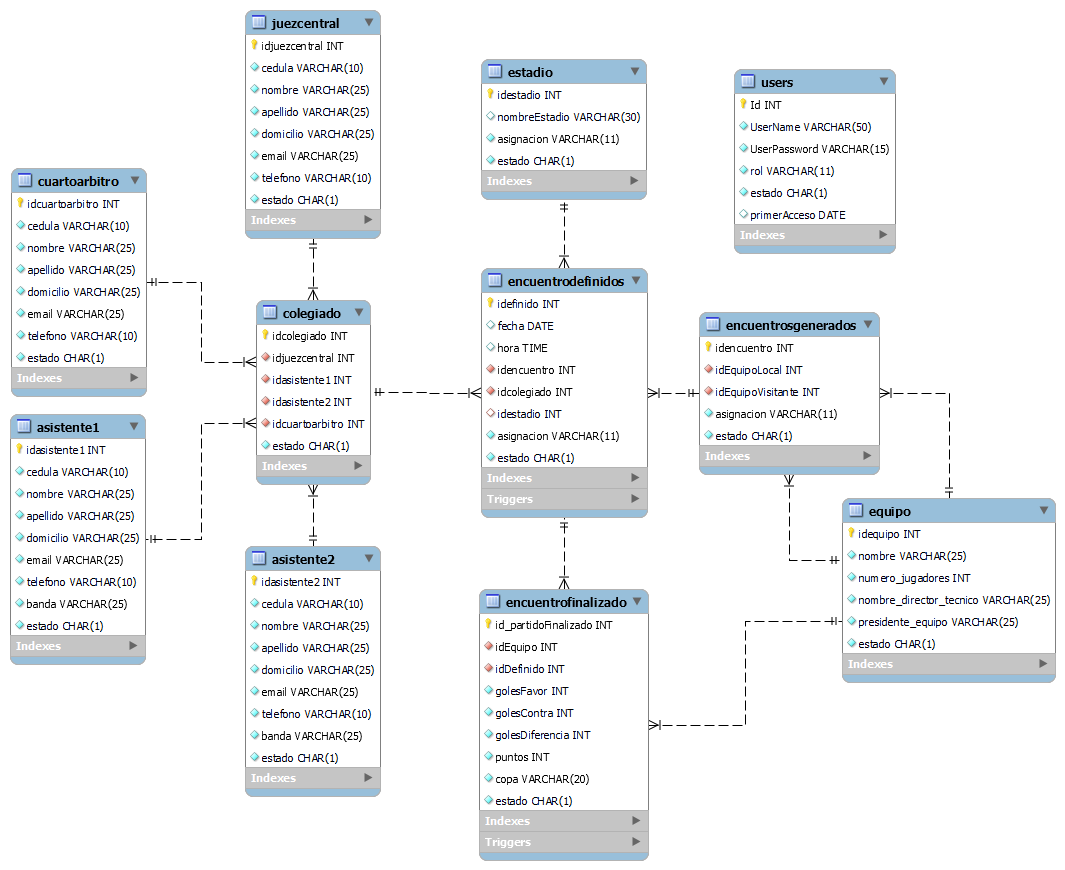 juezcentral
idjuezcentral INT
cedula VARCHAR(10)
nombre VARCHAR(25)
apellido VARCHAR(25)
domicilio VARCHAR(25)
email VARCHAR(25)
telefono VARCHAR(10)
estado CHAR(1)
Indexes
estadio
idestadio INT
nombreEstadio VARCHAR(30)
asignacion VARCHAR(11)
estado CHAR(1)
Indexes
users
Id INT
UserName VARCHAR(50)
UserPassword VARCHAR(15)
rol VARCHAR(11)
estado CHAR(1)
primerAcceso DATE
Indexes
cuartoarbitro
idcuartoarbitro INT
cedula VARCHAR(10)
nombre VARCHAR(25)
apellido VARCHAR(25)
domicilio VARCHAR(25)
email VARCHAR(25)
telefono VARCHAR(10)
estado CHAR(1)
Indexes
colegiado
idcolegiado INT
idjuezcentral INT
idasistente1 INT
idasistente2 INT
idcuartoarbitro INT
estado CHAR(1)
Indexes
encuentrodefinidos
idefinido INT
fecha DATE
hora TIME
idencuentro INT
idcolegiado INT
idestadio INT
asignacion VARCHAR(11)
estado CHAR(1)
Indexes
Triggers
encuentrosgenerados
idencuentro INT
idEquipoLocal INT
idEquipoVisitante INT
asignacion VARCHAR(11)
estado CHAR(1)
Indexes
asistente1
idasistente1 INT
cedula VARCHAR(10)
nombre VARCHAR(25)
apellido VARCHAR(25)
domicilio VARCHAR(25)
email VARCHAR(25)
telefono VARCHAR(10)
banda VARCHAR(25)
estado CHAR(1)
Indexes
asistente2
idasistente2 INT
cedula VARCHAR(10)
nombre VARCHAR(25)
apellido VARCHAR(25)
domicilio VARCHAR(25)
email VARCHAR(25)
telefono VARCHAR(10)
banda VARCHAR(25)
estado CHAR(1)
Indexes
encuentrofinalizado
id_partidoFinalizado INT
idEquipo INT
idDefinido INT
golesFavor INT
golesContra INT
golesDiferencia INT
puntos INT
copa VARCHAR(20)
estado CHAR(1)
Indexes
Triggers
equipo
idequipo INT
nombre VARCHAR(25)
numero_jugadores INT
nombre_director_tecnico VARCHAR(25)
presidente_equipo VARCHAR(25)
estado CHAR(1)
Indexes